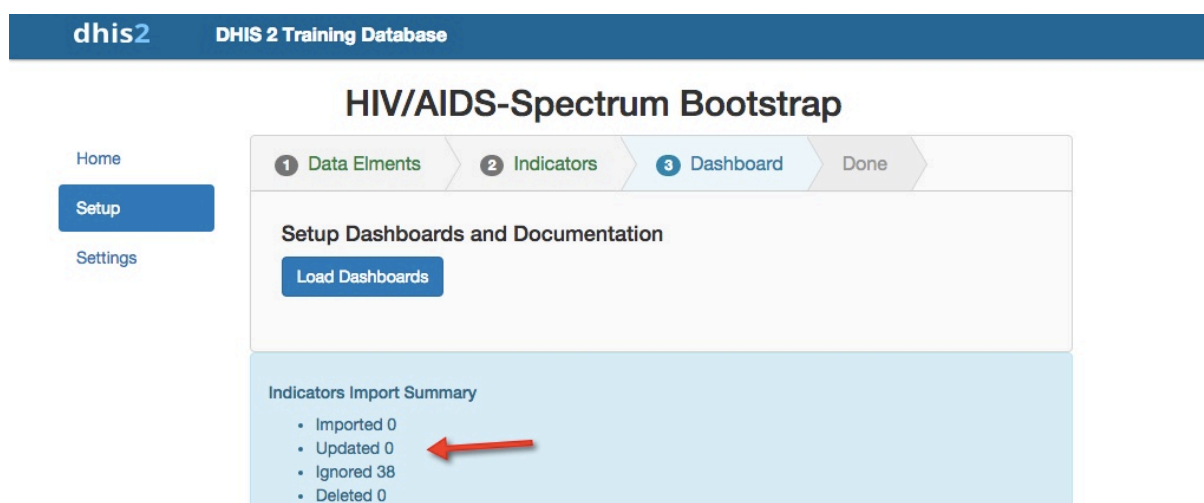 dhis2 DHIS 2 Training Database
HIV/AIDS-Spectrum Bootstrap
Home
Setup
Settings
1 Data Elments 2 Indicators 3 Dashboard Done
Setup Dashboards and Documentation
Load Dashboards
Indicators Import Summary
• Imported 0
• Updated 0
• Ignored 38
• Deleted 0